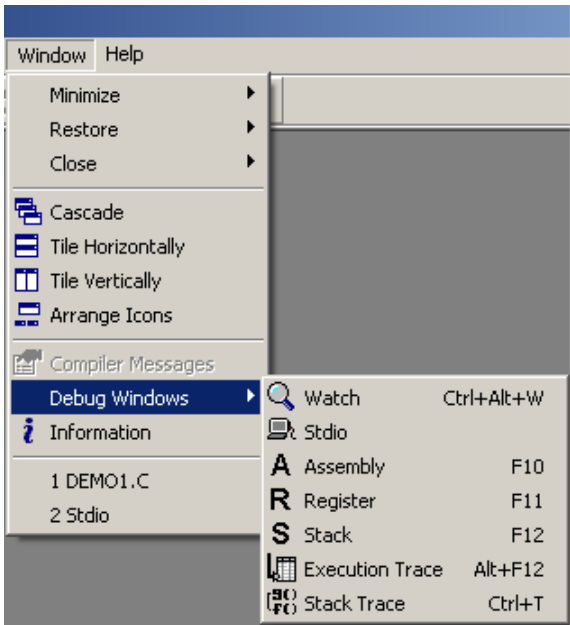 Window Help
Minimize
Restore
Close
Cascade
Tile Horizontally
Tile Vertically
Arrange Icons
Compiler Messages
Debug Windows
Information
1 DEMO1.C
2 Stdio
Watch Ctrl+Alt+W
Stdio
A Assembly F10
R Register F11
S Stack F12
Execution Trace Alt+F12
Stack Trace Ctrl+T